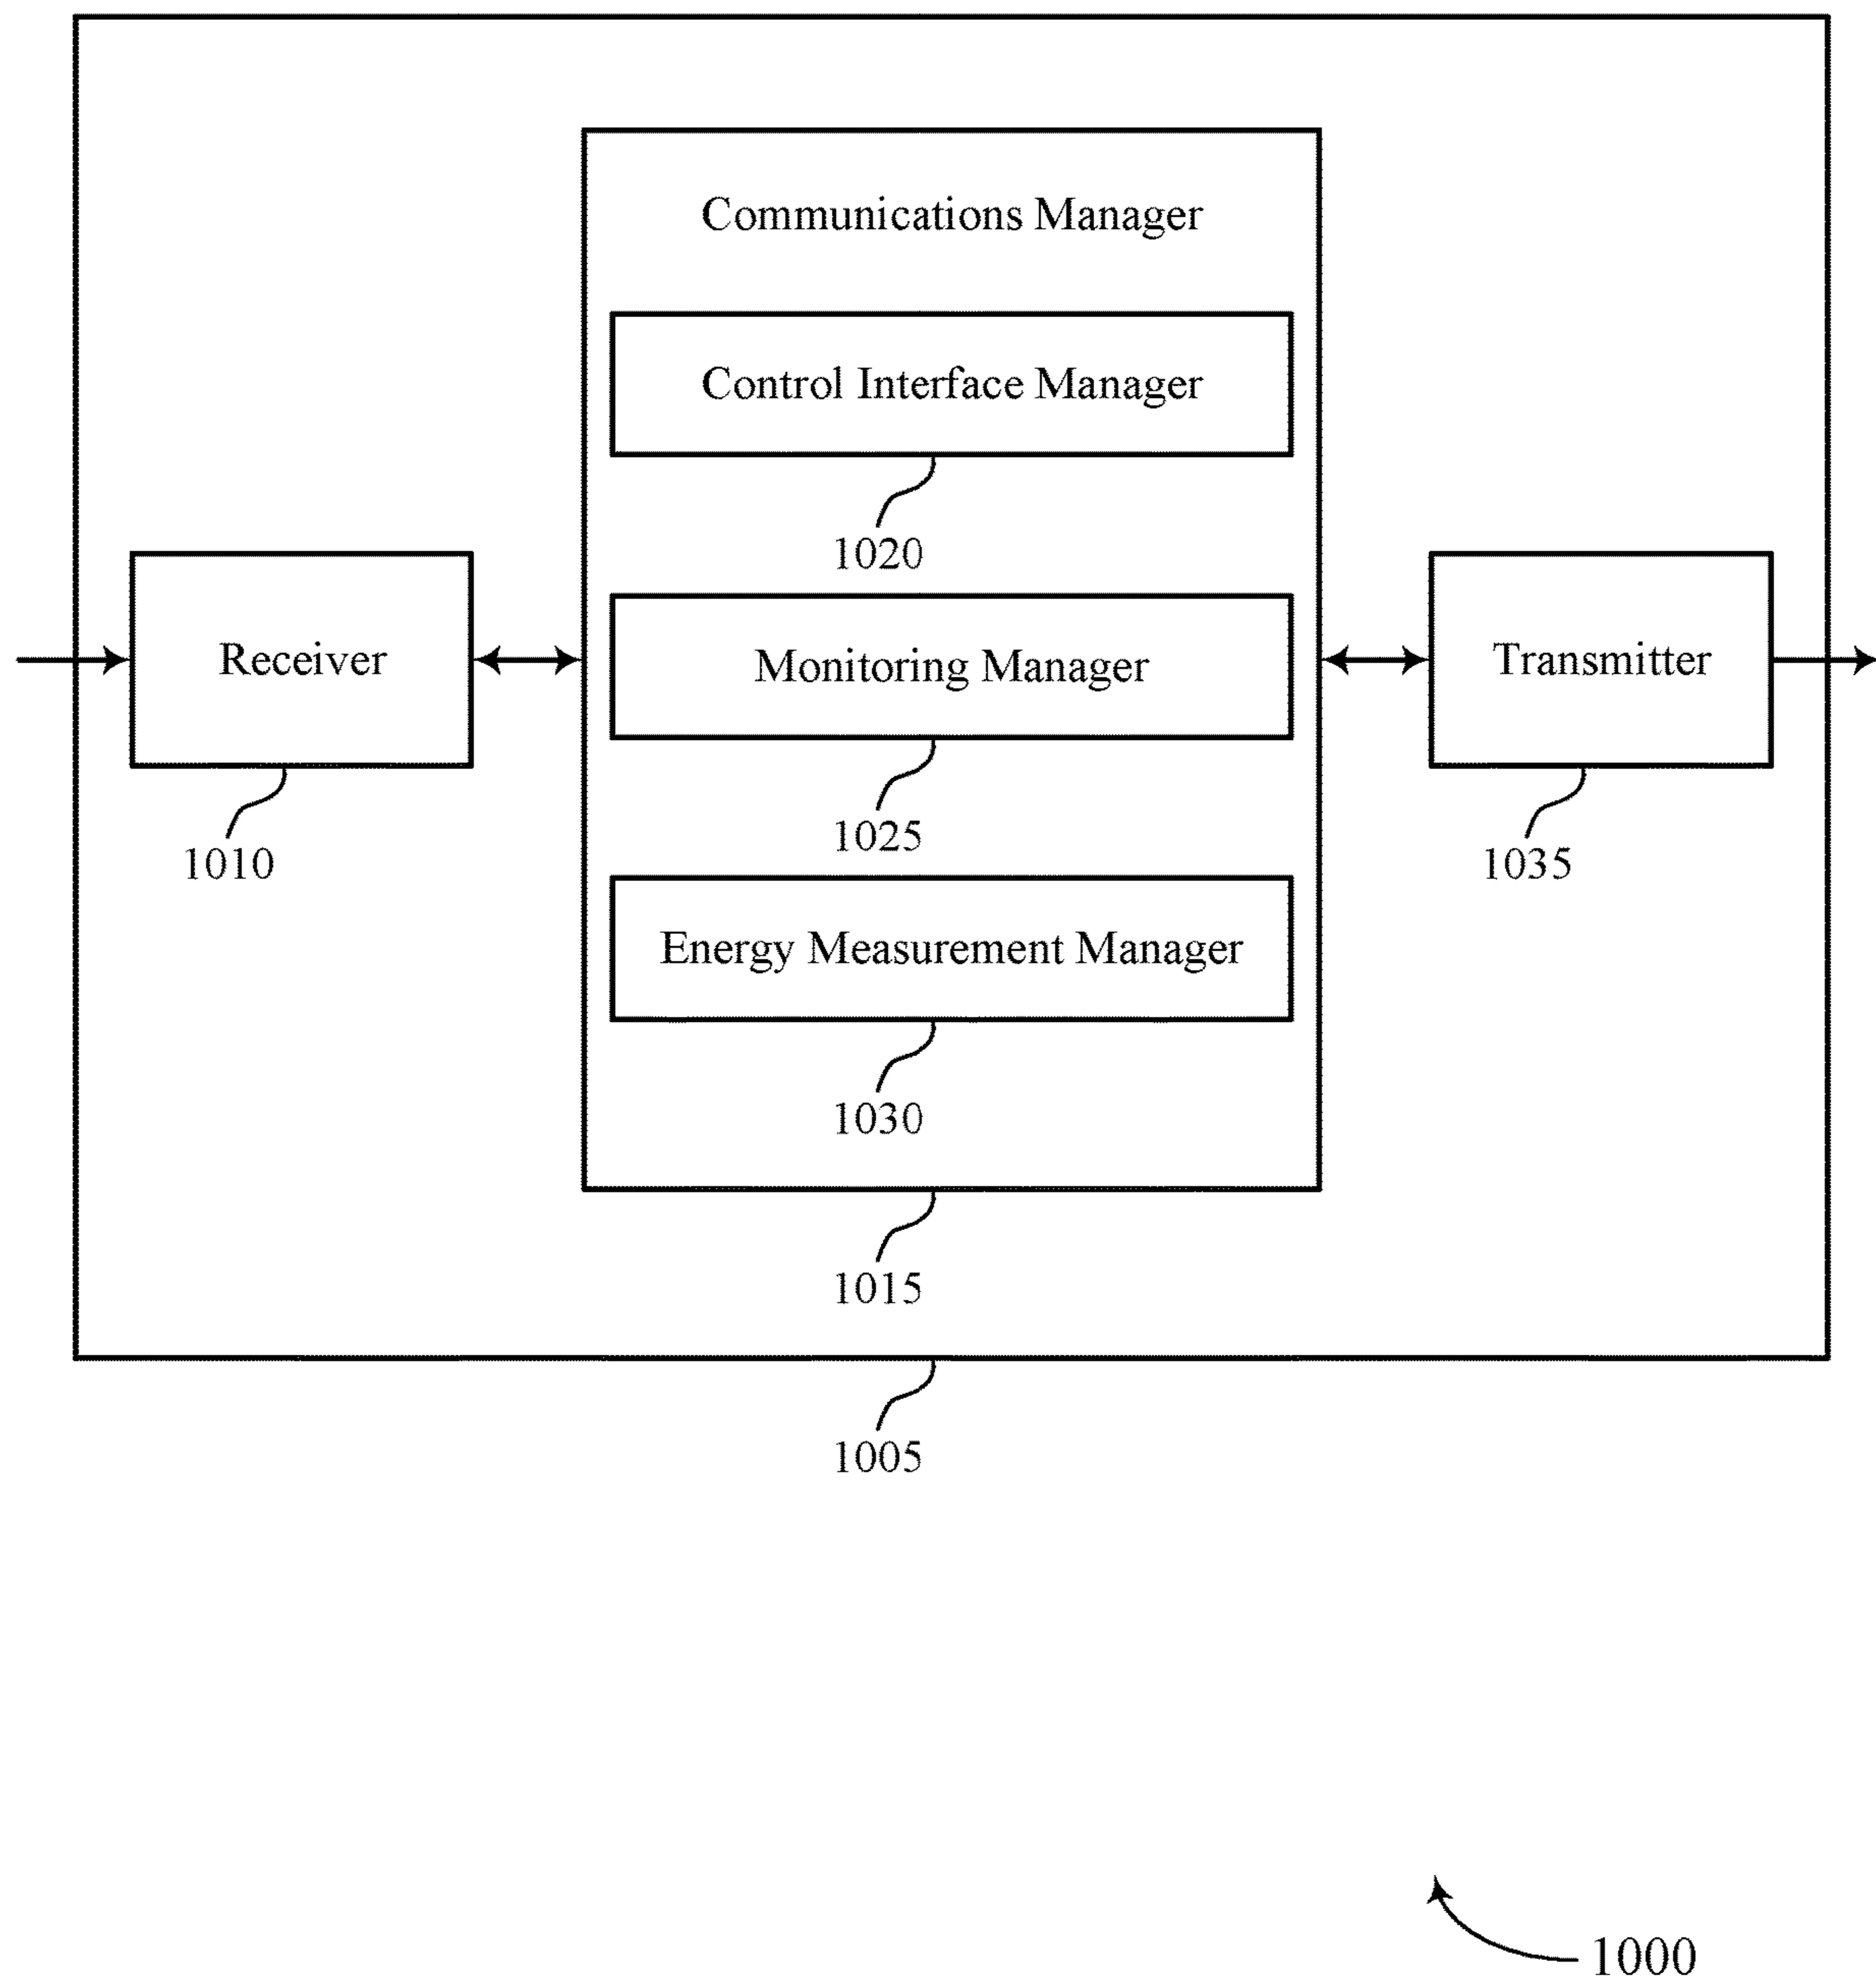 Communications Manager
Control Interface Manager
1020
Receiver
Monitoring Manager
Transmitter
1010
1025
1035
Energy Measurement Manager
1030
1015
1005
1000